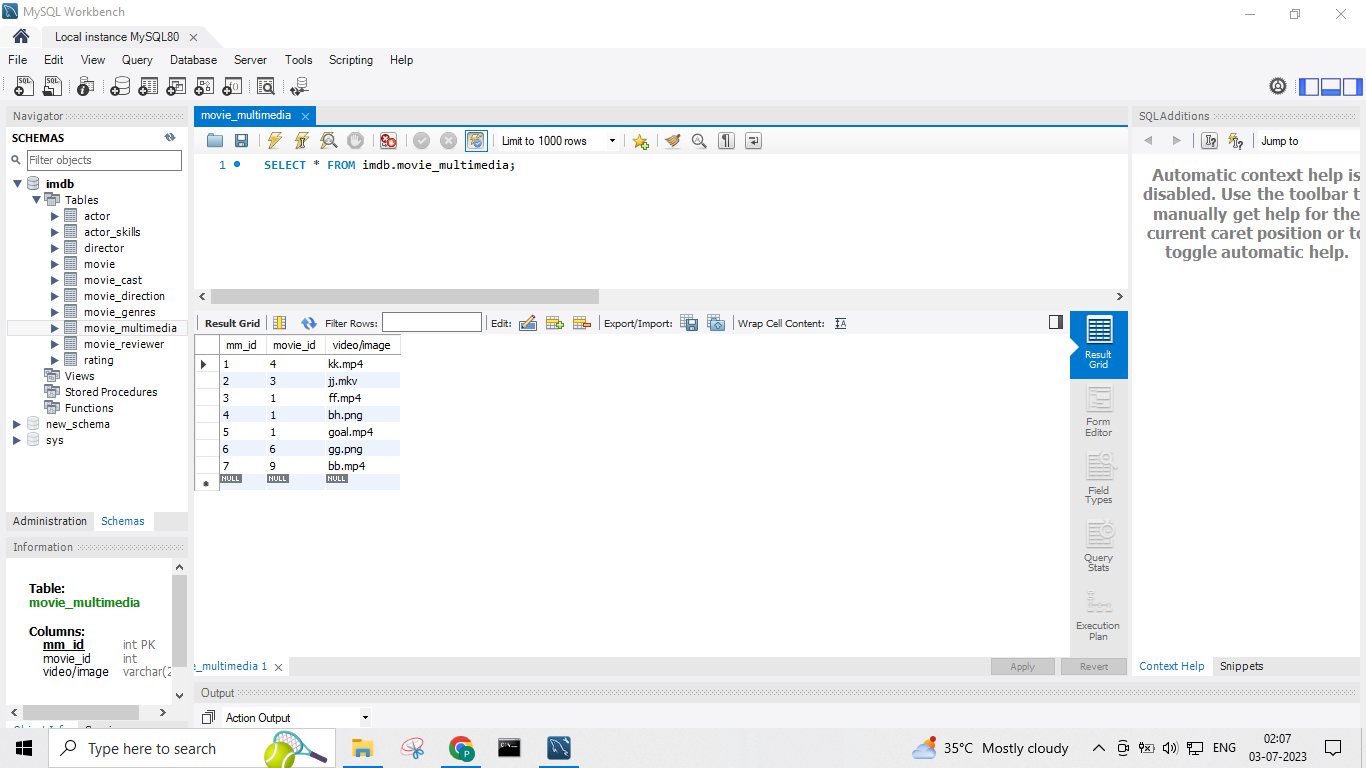 MySQL Workbench
Local instance MySQL80
File Edit View Query Database Server Tools Scripting Help
Navigator
SCHEMAS
Filter objects
imdb
Tables
actor
actor_skills
director
movie
movie_cast
movie_direction
movie_genres
movie_multimedia
movie_reviewer
rating
Views
Stored Procedures
Functions
new_schema
sys
Administration Schemas
Information
Table:
movie_multimedia
Columns:
mm_id int PK
movie_id int
video/image varchar(2
movie_multimedia
Limit to 1000 rows
1 SELECT * FROM imdb.movie_multimedia;
Result Grid Filter Rows: Edit: Export/Import: Wrap Cell Content:
mm_id movie_id video/image
1 4 kk.mp4
2 3 jj.mkv
3 1 ff.mp4
4 1 bh.png
5 1 goal.mp4
6 6 gg.png
7 9 bb.mp4
NULL NULL NULL
Result
Grid
Form
Editor
Field
Types
Query
Stats
Execution
Plan
e_multimedia 1
Apply Revert
Output
Action Output
SQLAdditions
Jump to
Automatic context help is
disabled. Use the toolbar t
manually get help for the
current caret position or to
toggle automatic help.
Context Help Snippets
Type here to search
35°C Mostly cloudy
ENG
02:07
03-07-2023